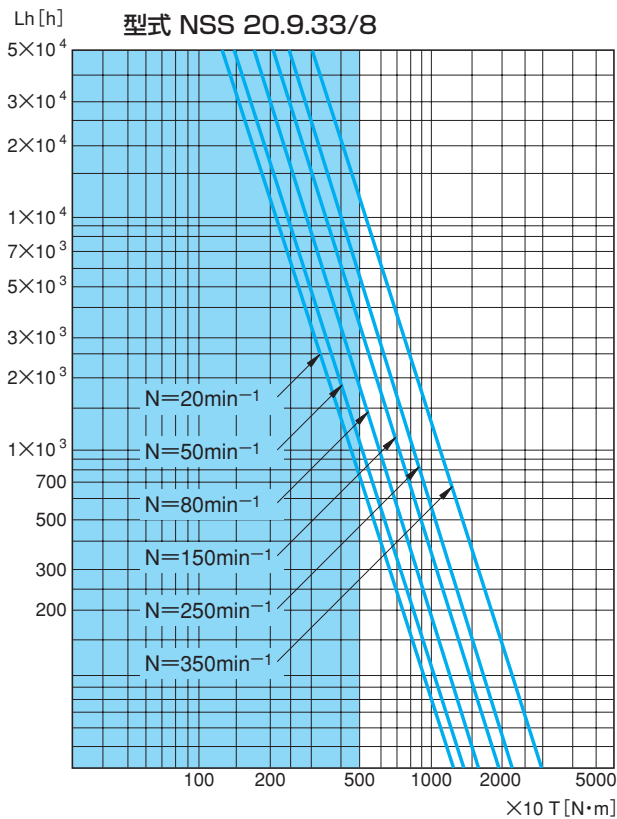 Lh[h]
型式 NSS 20.9.33/8
5×10⁴
3×10⁴
2×10⁴
1×10⁴
7×10³
5×10³
3×10³
2×10³
1×10³
700
500
300
200
N=20min⁻¹
N=50min⁻¹
N=80min⁻¹
N=150min⁻¹
N=250min⁻¹
N=350min⁻¹
100 200 500 1000 5000
×10 T[N·m]